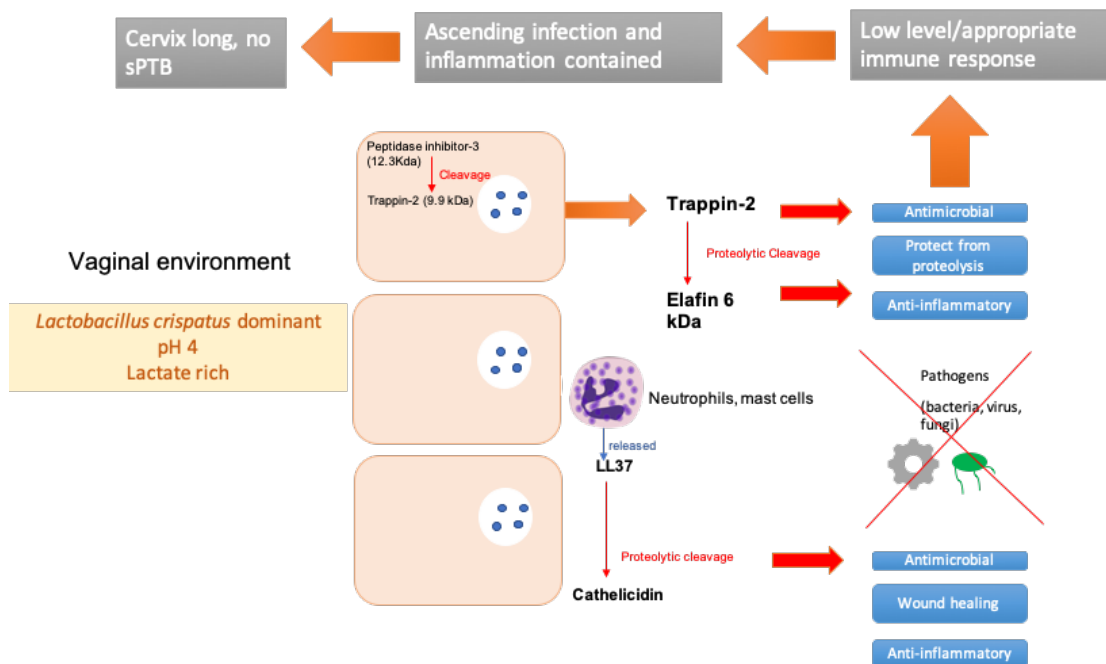 Cervix long, no
sPTB
Ascending infection and
inflammation contained
Low level/appropriate
immune response
Peptidase inhibitor-3
(12.3Kda)
Cleavage
Trappin-2 (9.9 kDa)
Trappin-2
Proteolytic Cleavage
Elafin 6
kDa
Antimicrobial
Protect from
proteolysis
Anti-inflammatory
Vaginal environment
Lactobacillus crispatus dominant
pH 4
Lactate rich
Neutrophils, mast cells
released
LL37
Proteolytic cleavage
Cathelicidin
Pathogens
(bacteria, virus,
fungi)
Antimicrobial
Wound healing
Anti-inflammatory